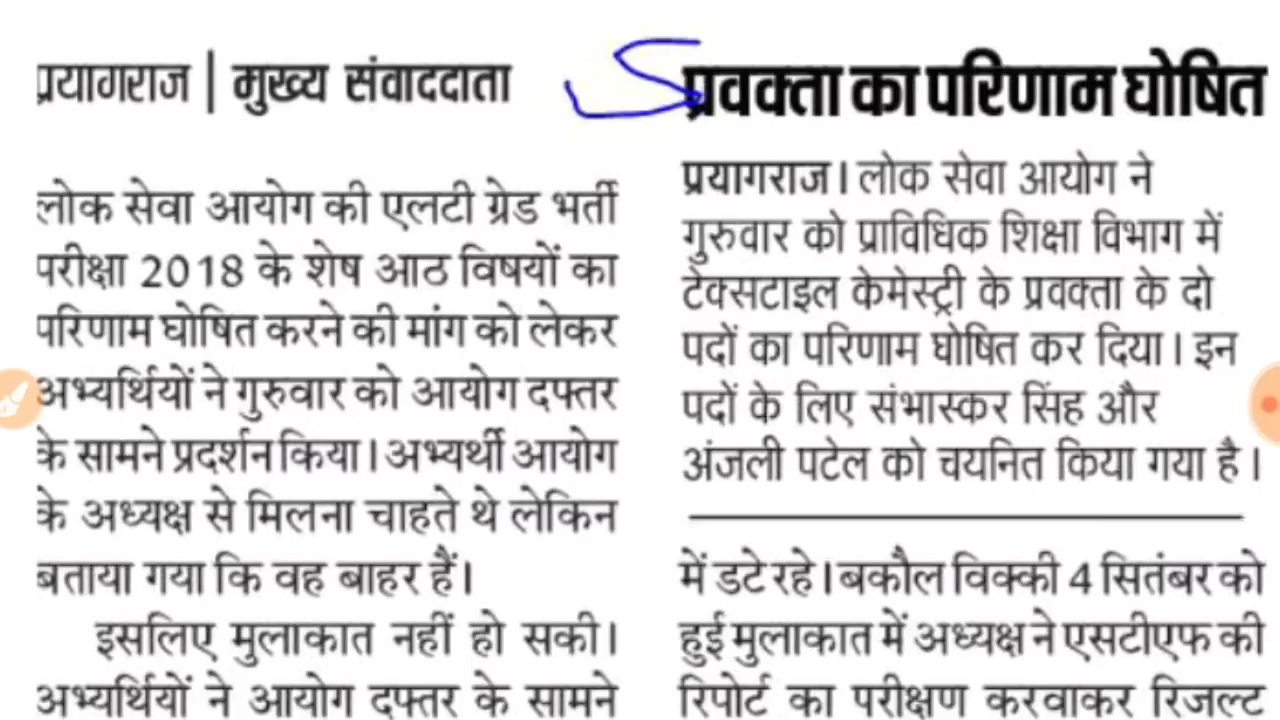 प्रयागराज | मुख्य संवाददाता
लोक सेवा आयोग की एलटी ग्रेड भर्ती
परीक्षा 2018 के शेष आठ विषयों का
परिणाम घोषित करने की मांग को लेकर
अभ्यर्थियों ने गुरुवार को आयोग दफ्तर
के सामने प्रदर्शन किया। अभ्यर्थी आयोग
के अध्यक्ष से मिलना चाहते थे लेकिन
बताया गया कि वह बाहर हैं।
इसलिए मुलाकात नहीं हो सकी।
अभ्यर्थियों ने आयोग दफ्तर के सामने
प्रवक्ता का परिणाम घोषित
प्रयागराज। लोक सेवा आयोग ने
गुरुवार को प्राविधिक शिक्षा विभाग में
टेक्सटाइल केमेस्ट्री के प्रवक्ता के दो
पदों का परिणाम घोषित कर दिया। इन
पदों के लिए संभास्कर सिंह और
अंजली पटेल को चयनित किया गया है।
में डटे रहे। बकौल विक्की 4 सितंबर को
हुई मुलाकात में अध्यक्ष ने एसटीएफ की
रिपोर्ट का परीक्षण करवाकर रिजल्ट